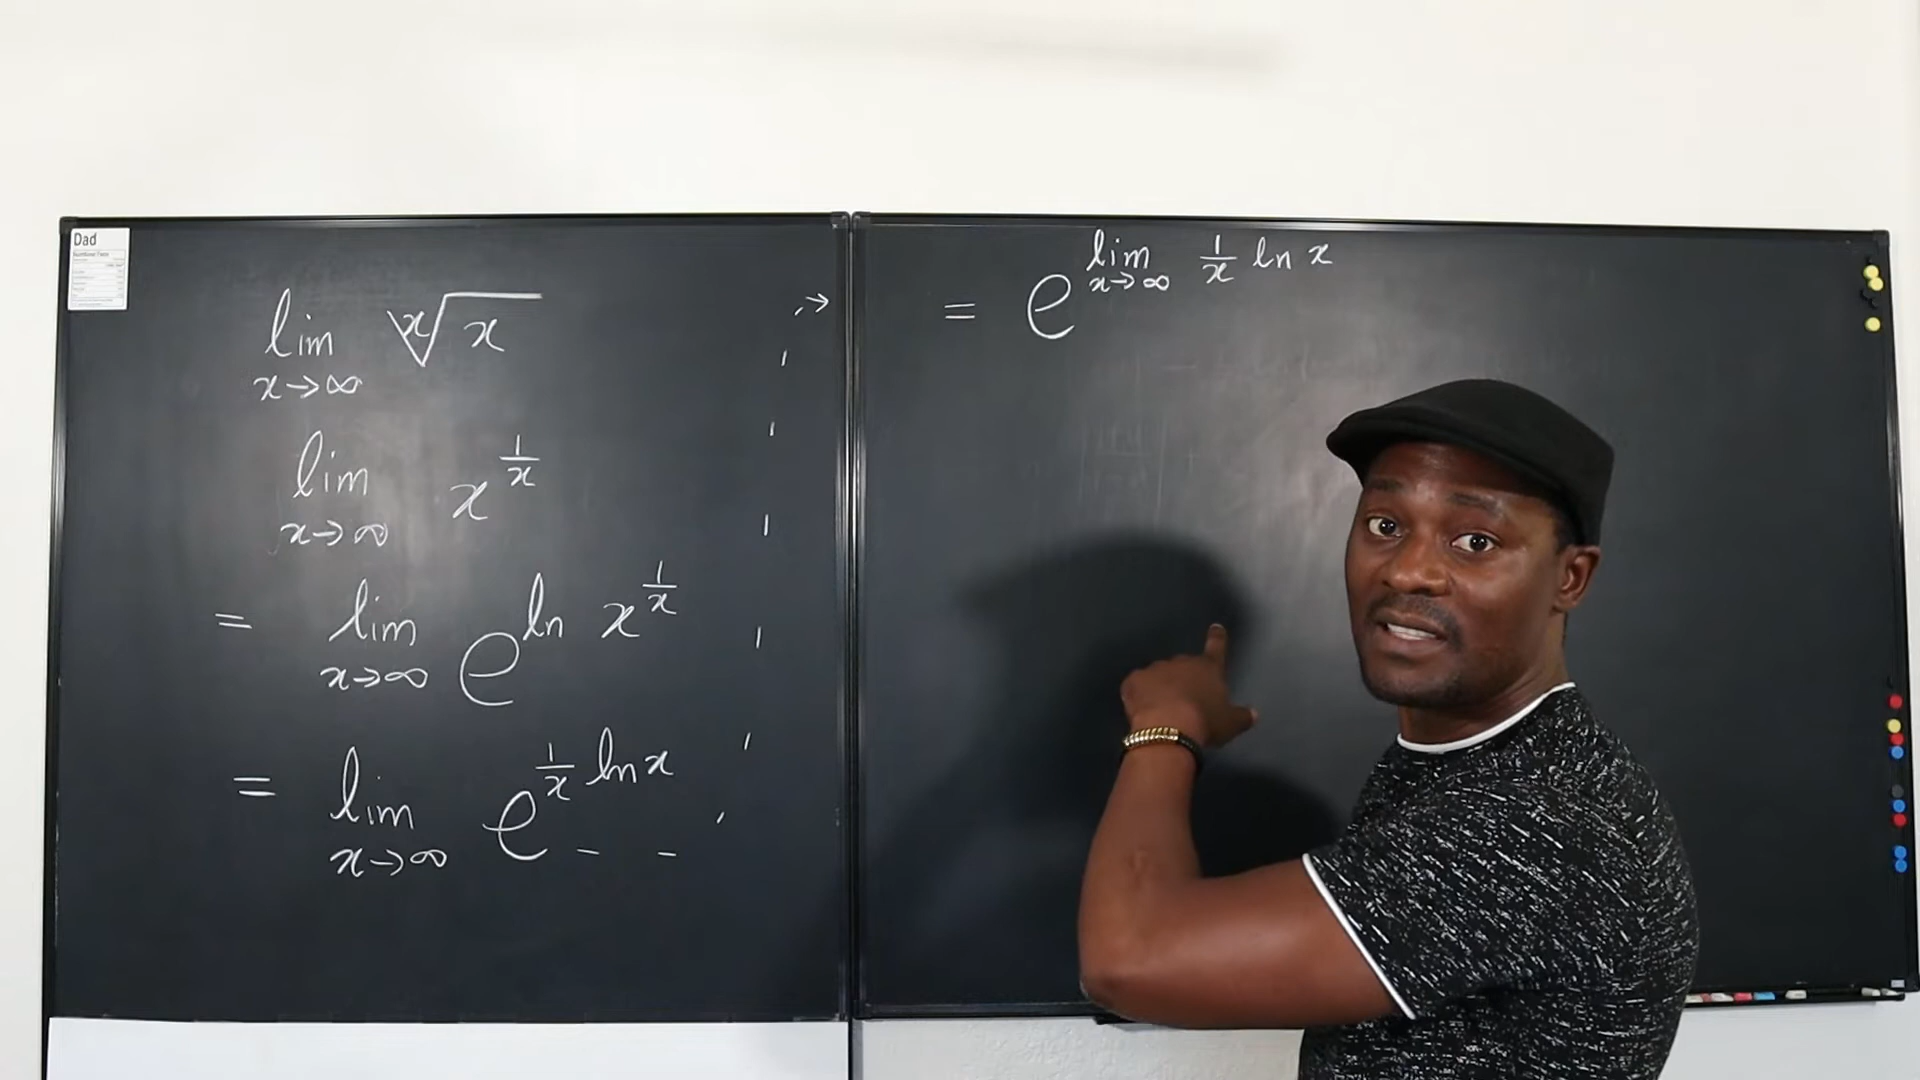 Dad
lim x→∞ ˣ√x
lim x→∞ x^(1/x)
= lim x→∞ e^(ln x^(1/x))
= lim x→∞ e^(1/x ln x)
= e^(lim x→∞ 1/x ln x)